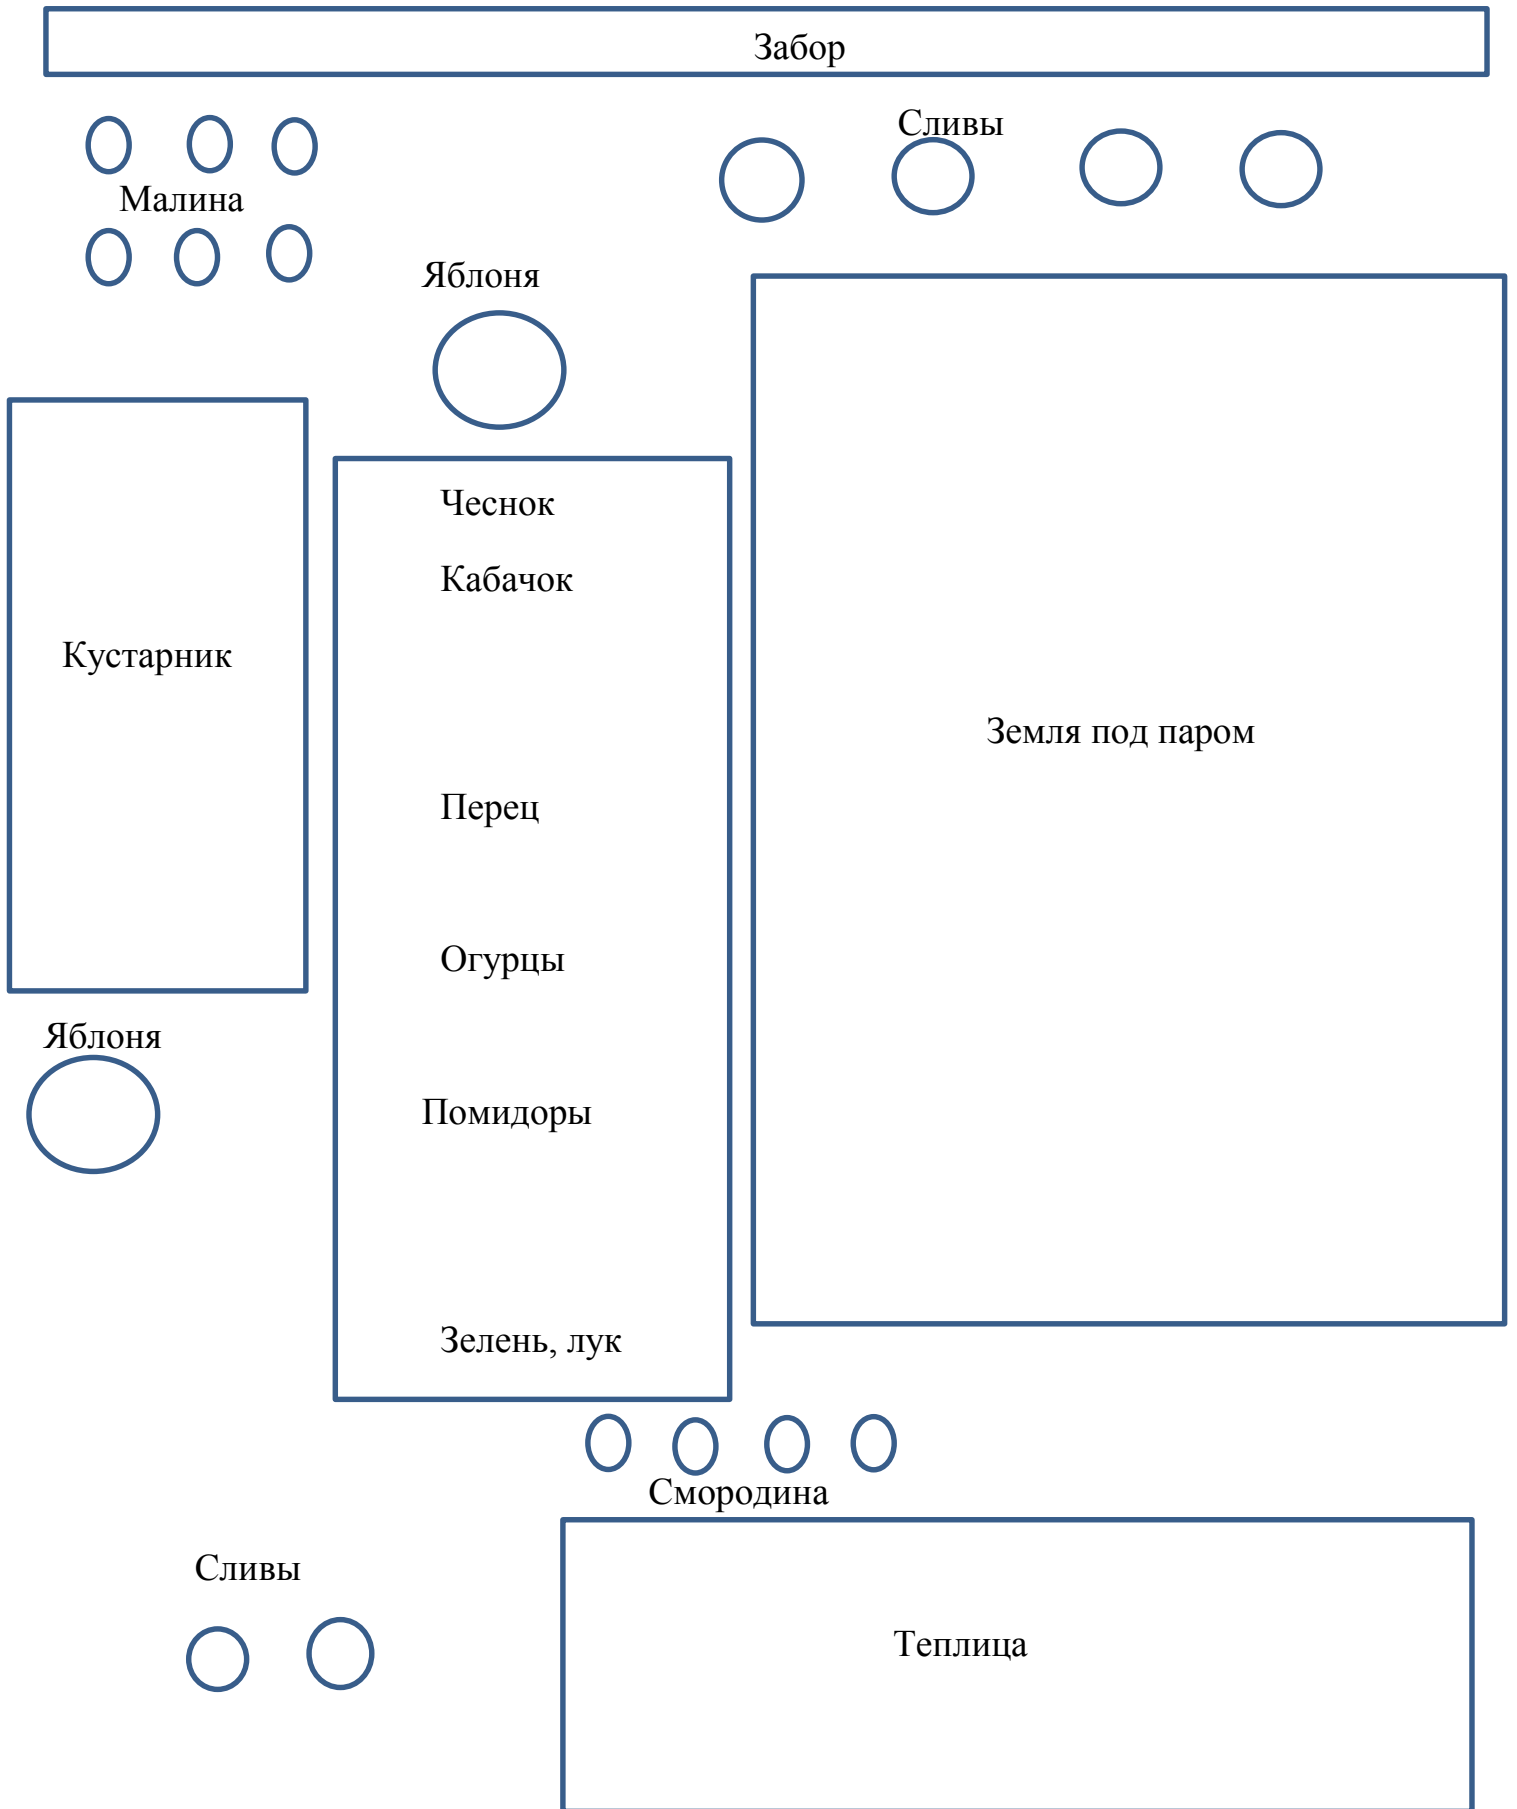 Забор
Сливы
Малина
Яблоня
Чеснок
Кабачок
Кустарник
Земля под паром
Перец
Огурцы
Яблоня
Помидоры
Зелень, лук
Смородина
Сливы
Теплица